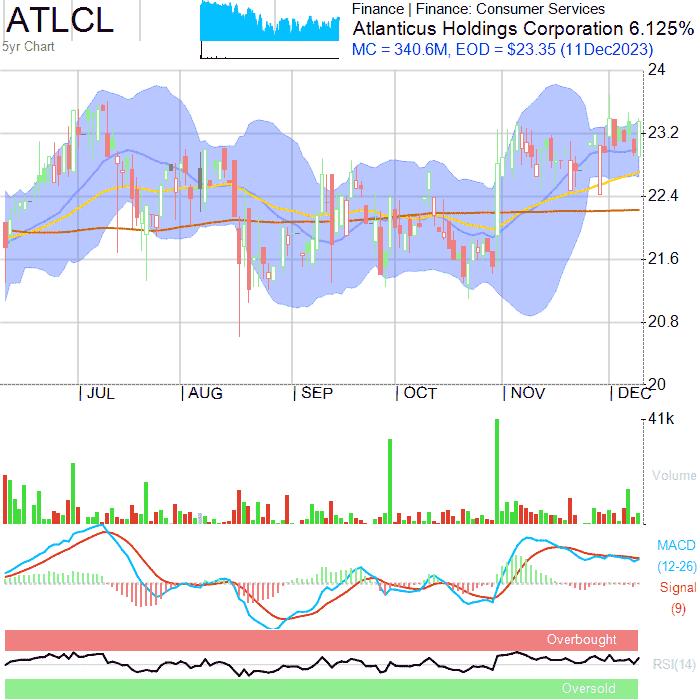 ATLCL
5yr Chart
Finance | Finance: Consumer Services
Atlanticus Holdings Corporation 6.125%
MC = 340.6M, EOD = $23.35 (11Dec2023)
24
23.2
22.4
21.6
20.8
20
JUL AUG SEP OCT NOV DEC
41k
Volume
MACD
(12-26)
Signal
(9)
Overbought
RSI(14)
Oversold